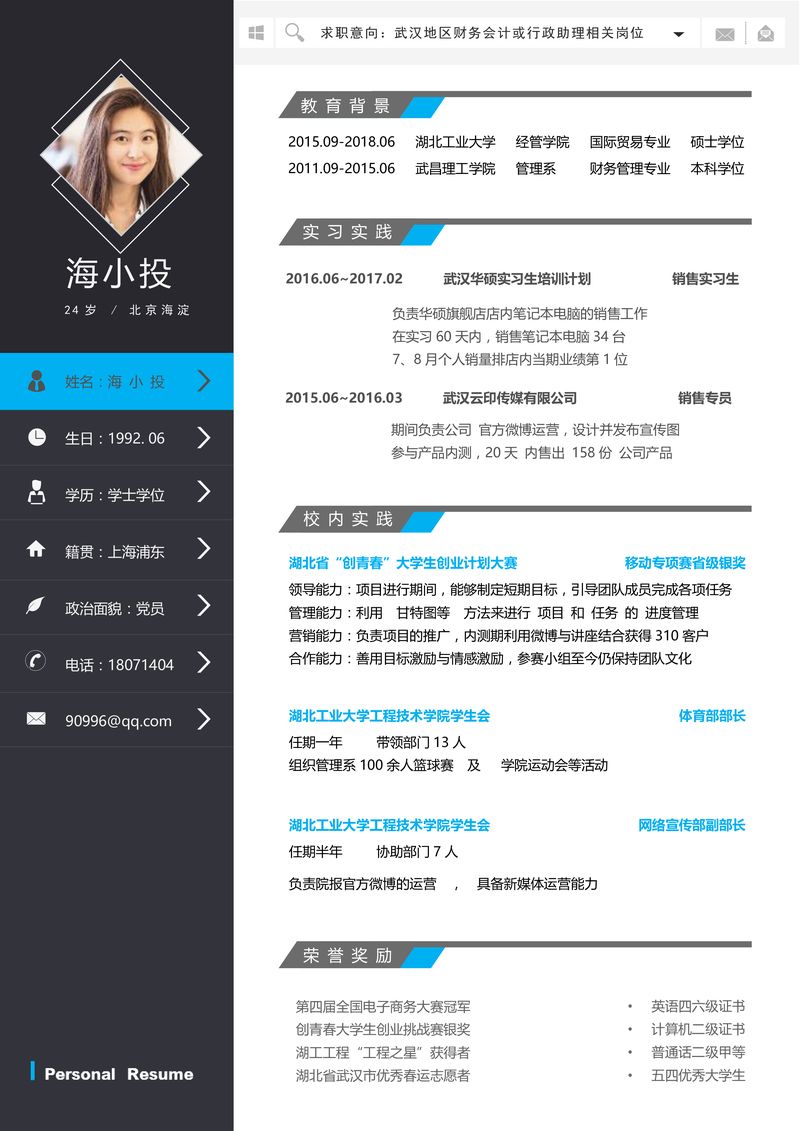 求职意向：武汉地区财务会计或行政助理相关岗位
海小投
24 岁 / 北京海淀
姓名：海 小 投
生日：1992. 06
学历：学士学位
籍贯：上海浦东
政治面貌：党员
电话：18071404
90996@qq.com
Personal Resume
教育背景
2015.09-2018.06 湖北工业大学 经管学院 国际贸易专业 硕士学位
2011.09-2015.06 武昌理工学院 管理系 财务管理专业 本科学位
实习实践
2016.06~2017.02 武汉华硕实习生培训计划 销售实习生
负责华硕旗舰店店内笔记本电脑的销售工作
在实习 60 天内，销售笔记本电脑 34 台
7、8 月个人销量排店内当期业绩第 1 位
2015.06~2016.03 武汉云印传媒有限公司 销售专员
期间负责公司 官方微博运营，设计并发布宣传图
参与产品内测，20 天 内售出 158 份 公司产品
校内实践
湖北省“创青春”大学生创业计划大赛 移动专项赛省级银奖
领导能力：项目进行期间，能够制定短期目标，引导团队成员完成各项任务
管理能力：利用 甘特图等 方法来进行 项目 和 任务 的 进度管理
营销能力：负责项目的推广，内测期利用微博与讲座结合获得 310 客户
合作能力：善用目标激励与情感激励，参赛小组至今仍保持团队文化
湖北工业大学工程技术学院学生会 体育部部长
任期一年 带领部门 13 人
组织管理系 100 余人篮球赛 及 学院运动会等活动
湖北工业大学工程技术学院学生会 网络宣传部副部长
任期半年 协助部门 7 人
负责院报官方微博的运营 ， 具备新媒体运营能力
荣誉奖励
第四届全国电子商务大赛冠军 • 英语四六级证书
创青春大学生创业挑战赛银奖 • 计算机二级证书
湖工工程“工程之星”获得者 • 普通话二级甲等
湖北省武汉市优秀春运志愿者 • 五四优秀大学生